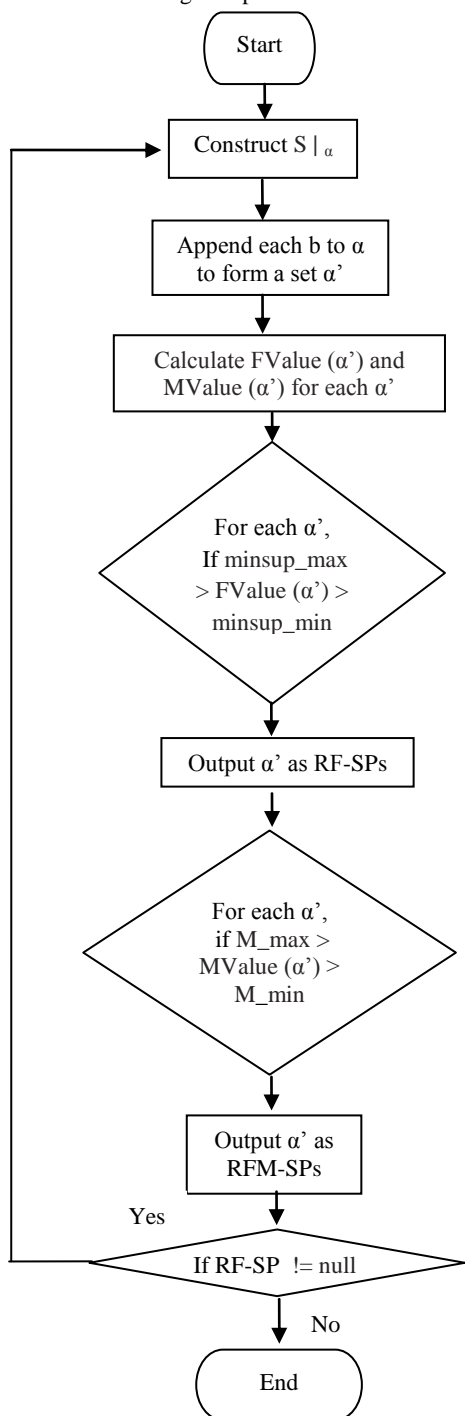 Start
Construct S | α
Append each b to α
to form a set α’
Calculate FValue (α’) and
MValue (α’) for each α’
For each α’,
If minsup_max
> FValue (α’) >
minsup_min
Output α’ as RF-SPs
For each α’,
if M_max >
MValue (α’) >
M_min
Output α’ as
RFM-SPs
Yes
If RF-SP != null
No
End